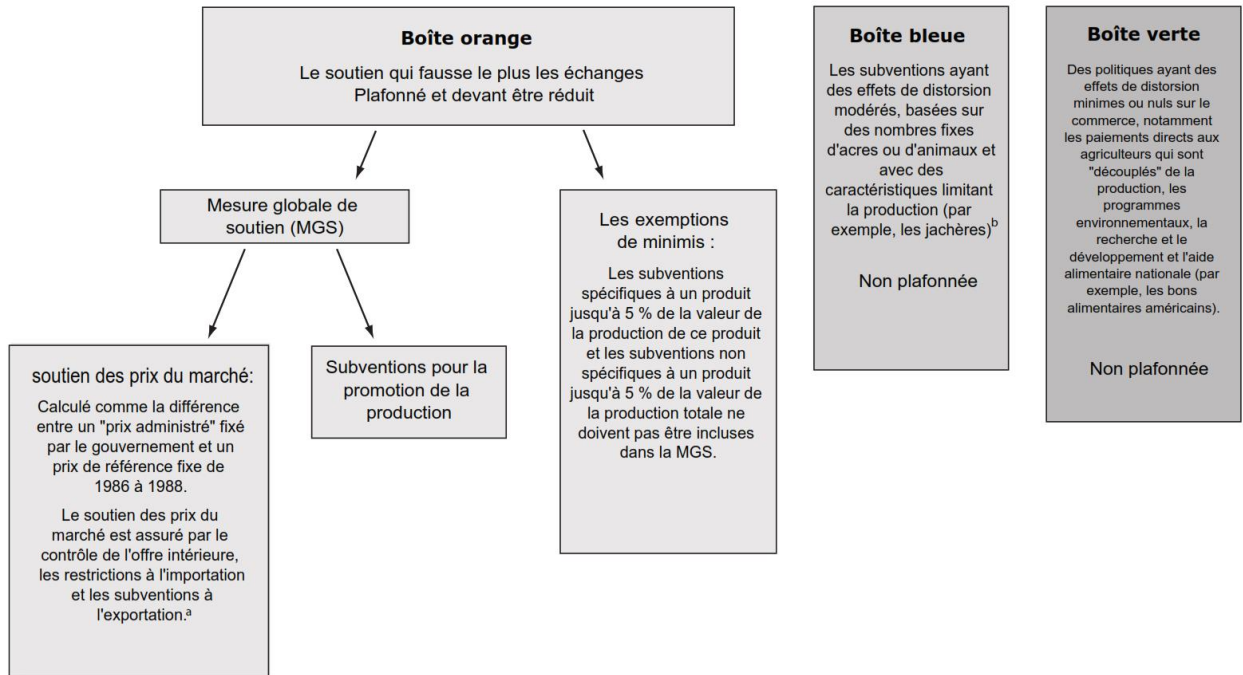 Boîte orange
Le soutien qui fausse le plus les échanges
Plafonné et devant être réduit
Mesure globale de
soutien (MGS)
soutien des prix du marché:
Calculé comme la différence
entre un "prix administré" fixé
par le gouvernement et un
prix de référence fixe de
1986 à 1988.
Le soutien des prix du
marché est assuré par le
contrôle de l'offre intérieure,
les restrictions à l'importation
et les subventions à
l'exportation.ª
Subventions pour la
promotion de la
production
Les exemptions
de minimis :
Les subventions
spécifiques à un produit
jusqu'à 5 % de la valeur de
la production de ce produit
et les subventions non
spécifiques à un produit
jusqu'à 5 % de la valeur de
la production totale ne
doivent pas être incluses
dans la MGS.
Boîte bleue
Les subventions ayant
des effets de distorsion
modérés, basées sur
des nombres fixes
d'acres ou d'animaux et
avec des
caractéristiques limitant
la production (par
exemple, les jachères)ᵇ
Non plafonnée
Boîte verte
Des politiques ayant des
effets de distorsion
minimes ou nuls sur le
commerce, notamment
les paiements directs aux
agriculteurs qui sont
"découplés" de la
production, les
programmes
environnementaux, la
recherche et le
développement et l'aide
alimentaire nationale (par
exemple, les bons
alimentaires américains).
Non plafonnée